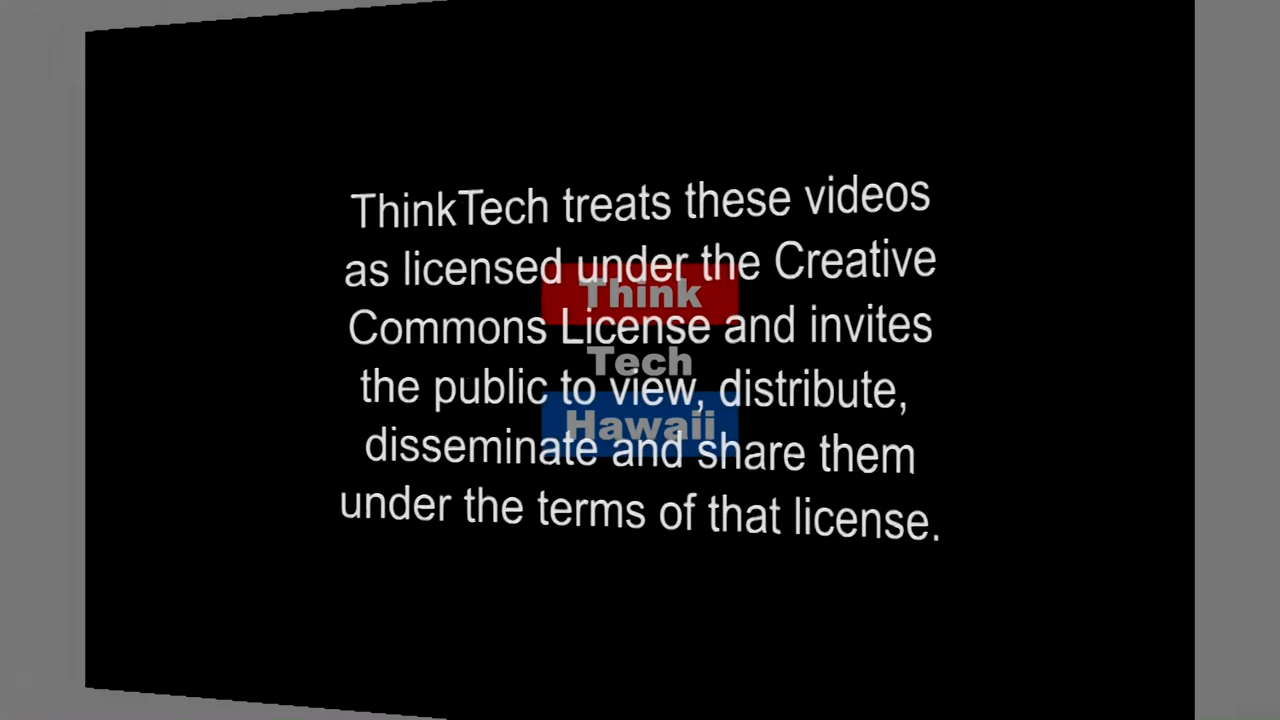 ThinkTech treats these videos
as licensed under the Creative
Think
Commons License and invites
Tech
the public to view, distribute,
Hawaii
disseminate and share them
under the terms of that license.